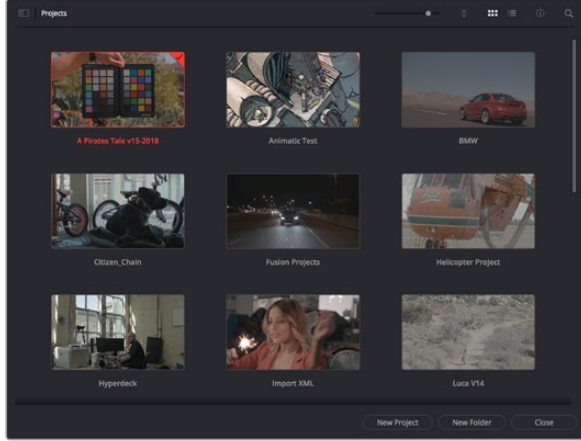 Projects
A Pirates Tale v15-2018
Animatic Test
BMW
Citizen_Chain
Fusion Projects
Helicopter Project
Hyperdeck
Import XML
Luca V14
New Project
New Folder
Close